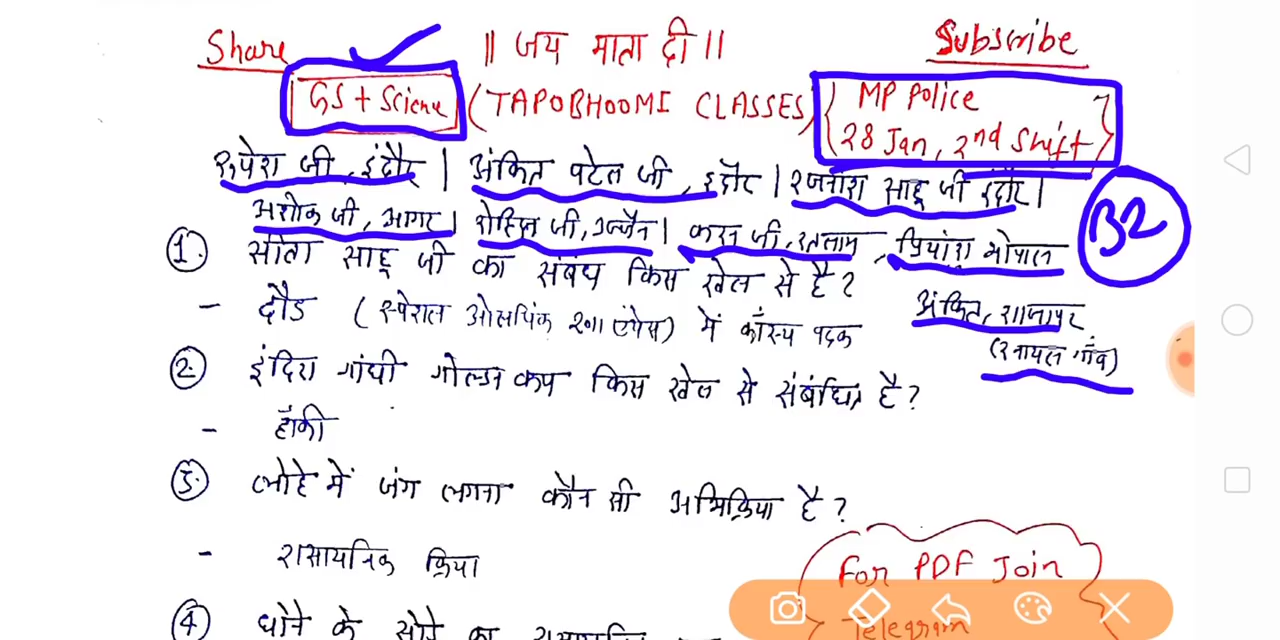 Share || जय माता दी || Subscribe
GS + Science (TAPOBHOOMI CLASSES) { MP Police
28 Jan, 2nd Shift }
रुपेश जी, इंदौर | अंकित पटेल जी, इंदौर | रजनीश साहू जी इंदौर |
अशोक जी, आगर | रोहित जी, उज्जैन | करन जी, रतलाम, प्रियांश भोपाल
B2
① सीता साहू जी का संबंध किस खेल से है?
अंकित, शाजापुर
- दौड (स्पेशल ओलंपिक 2011 एथेंस) में काँस्य पदक
(रनायल गाँव)
② इंदिरा गांधी गोल्ड कप किस खेल से संबंधित है?
- हॉकी
③ लोहे में जंग लगना कौन सी अभिक्रिया है?
- रासायनिक क्रिया
For PDF Join
Telegram
④ धोने के सोडे का रासायनिक